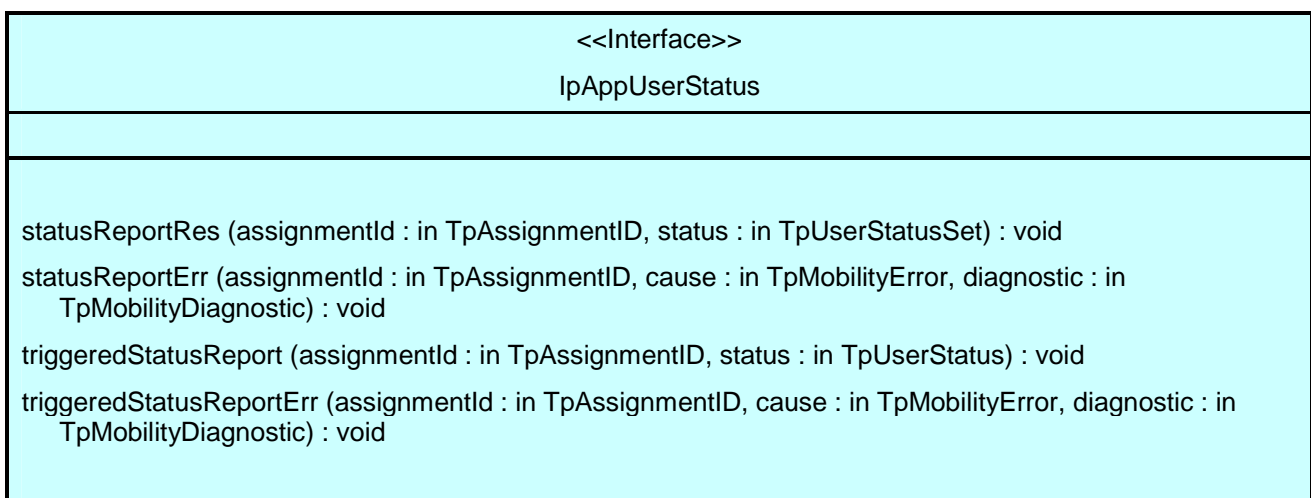 <<Interface>>
IpAppUserStatus
statusReportRes (assignmentId : in TpAssignmentID, status : in TpUserStatusSet) : void
statusReportErr (assignmentId : in TpAssignmentID, cause : in TpMobilityError, diagnostic : in
TpMobilityDiagnostic) : void
triggeredStatusReport (assignmentId : in TpAssignmentID, status : in TpUserStatus) : void
triggeredStatusReportErr (assignmentId : in TpAssignmentID, cause : in TpMobilityError, diagnostic : in
TpMobilityDiagnostic) : void